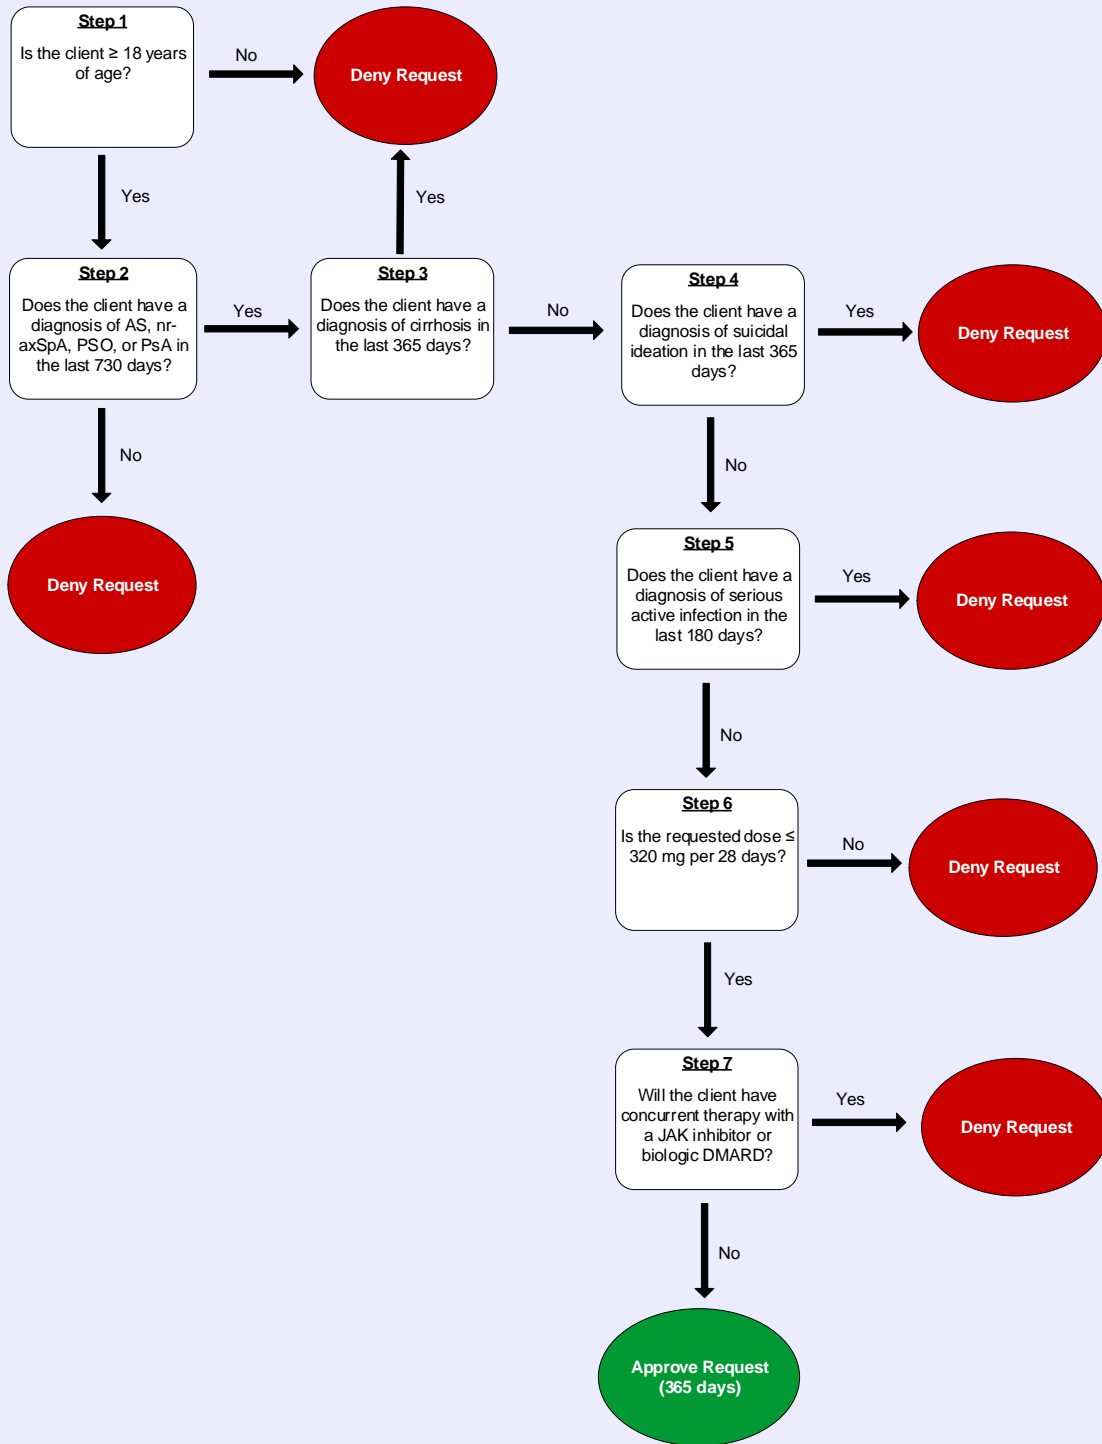 Step 1
Is the client ≥ 18 years
of age?
No
Deny Request
Yes
Yes
Step 2
Does the client have a
diagnosis of AS, nr-
axSpA, PSO, or PsA in
the last 730 days?
Yes
Step 3
Does the client have a
diagnosis of cirrhosis in
the last 365 days?
No
Step 4
Does the client have a
diagnosis of suicidal
ideation in the last 365
days?
Yes
Deny Request
No
Deny Request
No
Step 5
Does the client have a
diagnosis of serious
active infection in the
last 180 days?
Yes
Deny Request
No
Step 6
Is the requested dose ≤
320 mg per 28 days?
No
Deny Request
Yes
Step 7
Will the client have
concurrent therapy with
a JAK inhibitor or
biologic DMARD?
Yes
Deny Request
No
Approve Request
(365 days)